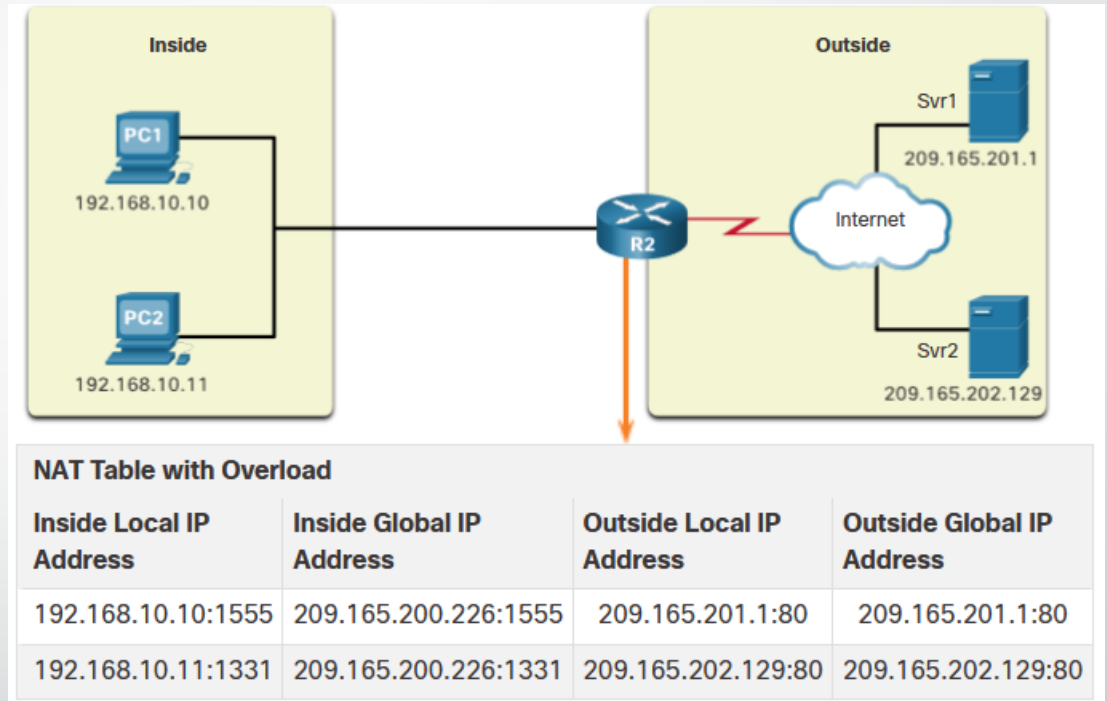 Inside
Outside
Svr1
PC1
209.165.201.1
192.168.10.10
Internet
R2
PC2
Svr2
192.168.10.11
209.165.202.129
NAT Table with Overload
Inside Local IP Address
Inside Global IP Address
Outside Local IP Address
Outside Global IP Address
192.168.10.10:1555 209.165.200.226:1555 209.165.201.1:80 209.165.201.1:80
192.168.10.11:1331 209.165.200.226:1331 209.165.202.129:80 209.165.202.129:80